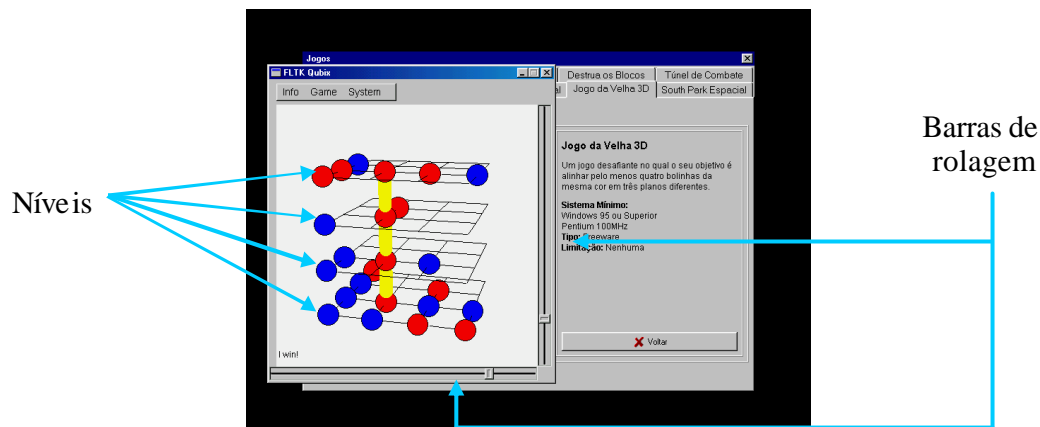 Jogos
FLTK Qubix
Destrua os Blocos
Túnel de Combate
al
Jogo da Velha 3D
South Park Espacial
Info Game System
Jogo da Velha 3D
Um jogo desafiante no qual o seu objetivo é
alinhar pelo menos quatro bolinhas da
mesma cor em três planos diferentes.
Sistema Mínimo:
Windows 95 ou Superior
Pentium 100MHz
Tipo: Freeware
Limitação: Nenhuma
Voltar
I win!
Níveis
Barras de
rolagem